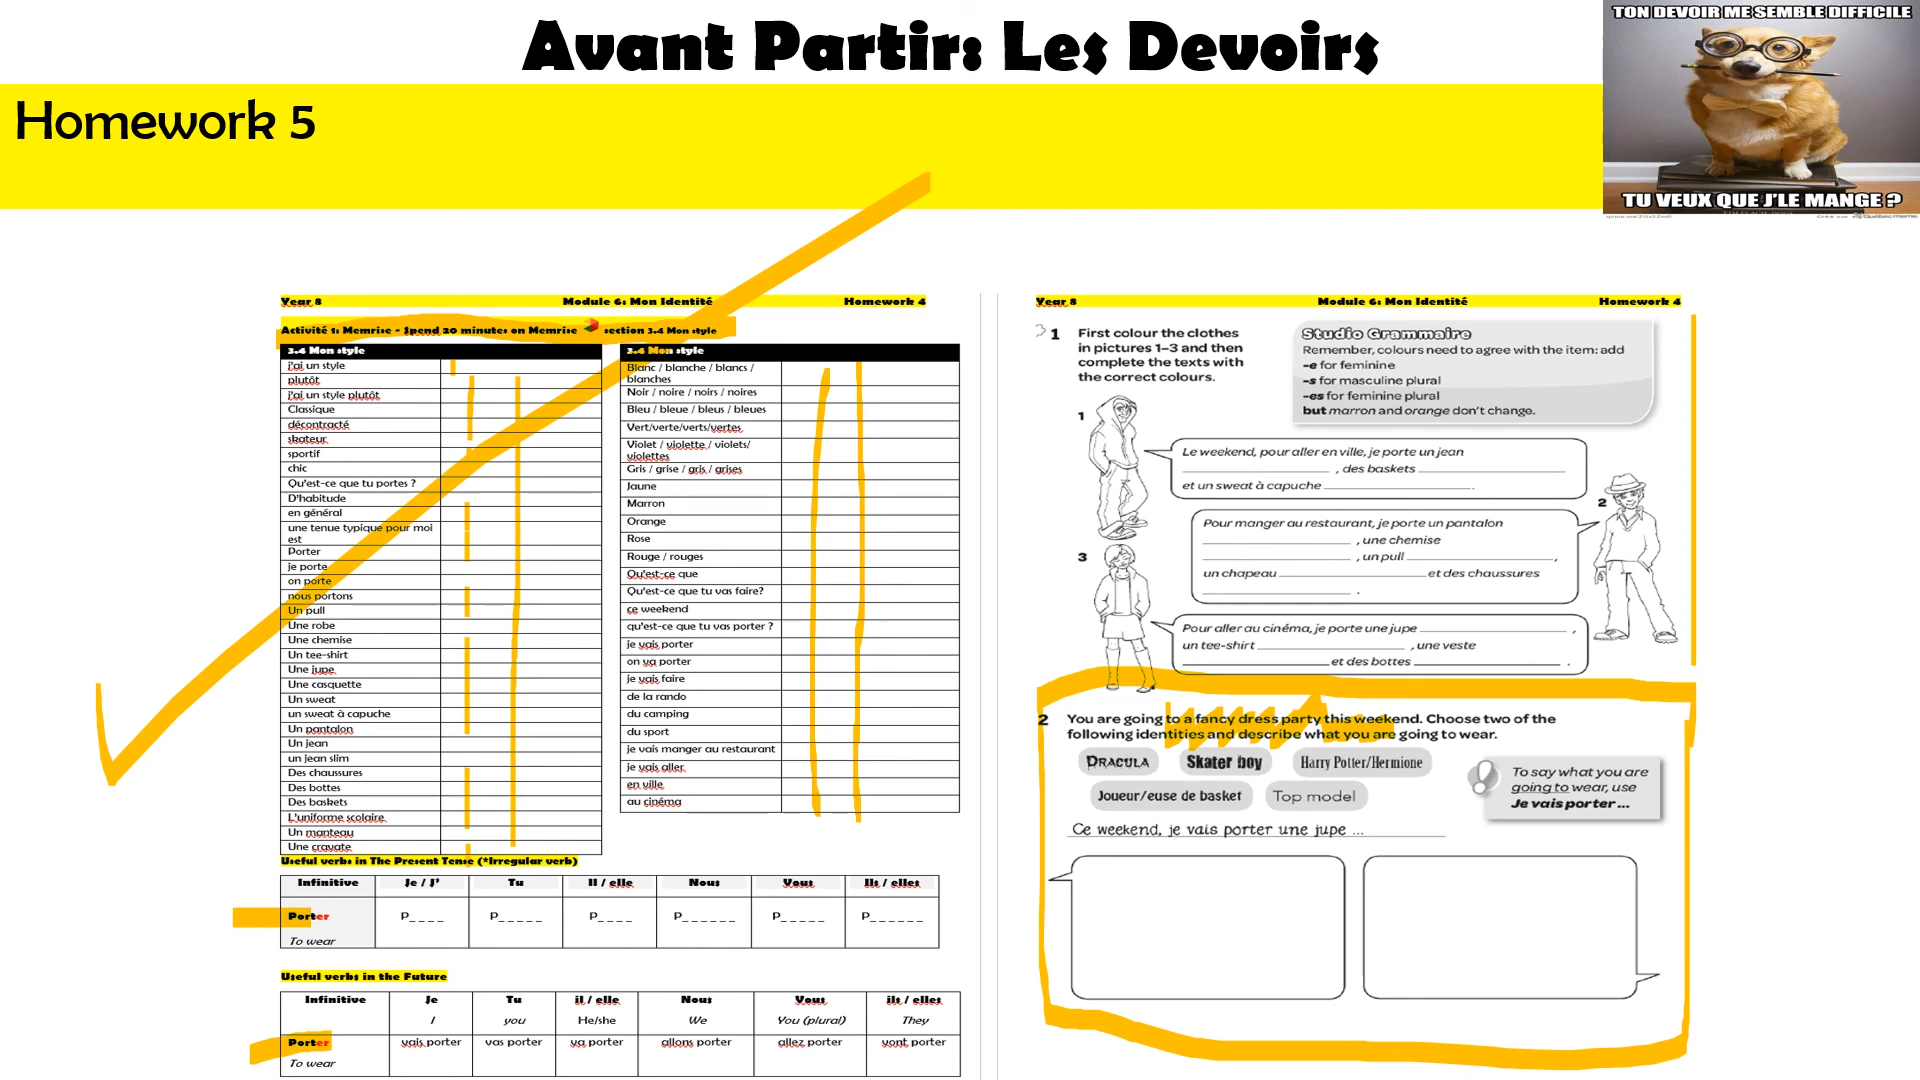 Avant Partir: Les Devoirs
Homework 5
TON DEVOIR ME SEMBLE DIFFICILE
TU VEUX QUE J'LE MANGE ?
Year 8 Module 6: Mon Identité Homework 4
Activité 1: Memrise - Spend 20 minutes on Memrise section 3.4 Mon style
3.4 Mon style
j'ai un style
plutôt
j'ai un style plutôt
Classique
décontracté
skateur
sportif
chic
Qu'est-ce que tu portes ?
D'habitude
en général
une tenue typique pour moi
est
Porter
je porte
on porte
nous portons
Un pull
Une robe
Une chemise
Un tee-shirt
Une jupe
Une casquette
Un sweat
un sweat à capuche
Un pantalon
Un jean
un jean slim
Des chaussures
Des bottes
Des baskets
L'uniforme scolaire
Un manteau
Une cravate
3.4 Mon style
Blanc / blanche / blancs /
blanches
Noir / noire / noirs / noires
Bleu / bleue / bleus / bleues
Vert/verte/verts/vertes
Violet / violette / violets/
violettes
Gris / grise / gris / grises
Jaune
Marron
Orange
Rose
Rouge / rouges
Qu'est-ce que
Qu'est-ce que tu vas faire?
ce weekend
qu'est-ce que tu vas porter ?
je vais porter
on va porter
je vais faire
de la rando
du camping
du sport
je vais manger au restaurant
je vais aller
en ville
au cinéma
Useful verbs in The Present Tense (*Irregular verb)
Infinitive Je / J' Tu Il / elle Nous Vous Ils / elles
Porter P_ _ _ _ P_ _ _ _ _ P_ _ _ _ P_ _ _ _ _ _ P_ _ _ _ _ P_ _ _ _ _ _
To wear
Useful verbs in the Future
Infinitive Je Tu il / elle Nous Vous ils / elles
I you He/she We You (plural) They
Porter vais porter vas porter va porter allons porter allez porter vont porter
To wear
Year 8 Module 6: Mon Identité Homework 4
1 First colour the clothes
in pictures 1–3 and then
complete the texts with
the correct colours.
Studio Grammaire
Remember, colours need to agree with the item: add
-e for feminine
-s for masculine plural
-es for feminine plural
but marron and orange don't change.
1
Le weekend, pour aller en ville, je porte un jean
____________ , des baskets ____________
et un sweat à capuche ____________ .
2
Pour manger au restaurant, je porte un pantalon
____________ , une chemise
____________ , un pull ____________ ,
un chapeau ____________ et des chaussures
____________ .
3
Pour aller au cinéma, je porte une jupe ____________ ,
un tee-shirt ____________ , une veste
____________ et des bottes ____________ .
2 You are going to a fancy dress party this weekend. Choose two of the
following identities and describe what you are going to wear.
DRACULA Skater boy Harry Potter/Hermione
Joueur/euse de basket Top model
To say what you are
going to wear, use
Je vais porter ...
Ce weekend, je vais porter une jupe ...